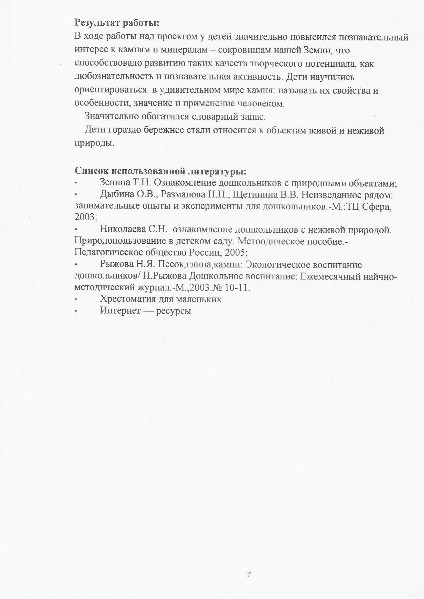 Результат работы:
В ходе работы над проектом у детей значительно повысился познавательный
интерес к камням и минералам – сокровищам нашей Земли, что
способствовало развитию таких качеств творческого потенциала, как
любознательность и познавательная активность. Дети научились
ориентироваться в удивительном мире камня: называть их свойства и
особенности, значение и применение человеком.
Значительно обогатился словарный запас.
Дети гораздо бережнее стали относится к объектам живой и неживой
природы.
Список использованной литературы:
• Зенина Т.Н. Ознакомление дошкольников с природными объектами;
• Дыбина О.В., Разманова Н.П., Щетинина В.В. Неизведанное рядом:
занимательные опыты и эксперименты для дошкольников.-М.:ТЦ Сфера,
2003;
• Николаева С.Н. ознакомление дошкольников с неживой природой.
Природопользование в детском саду. Методическое пособие.-
Педагогическое общество России, 2005;
• Рыжова Н.Я. Песок,глина,камни: Экологическое воспитание
дошкольников/ Н.Рыжова Дошкольное воспитание: Ежемесячный найчно-
методический журнал.-М.,2003.№ 10-11.
• Хрестоматия для маленьких
• Интернет — ресурсы